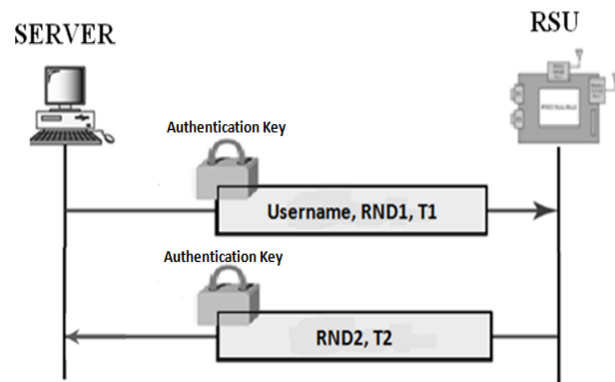 SERVER
RSU
Authentication Key
Username, RND1, T1
Authentication Key
RND2, T2